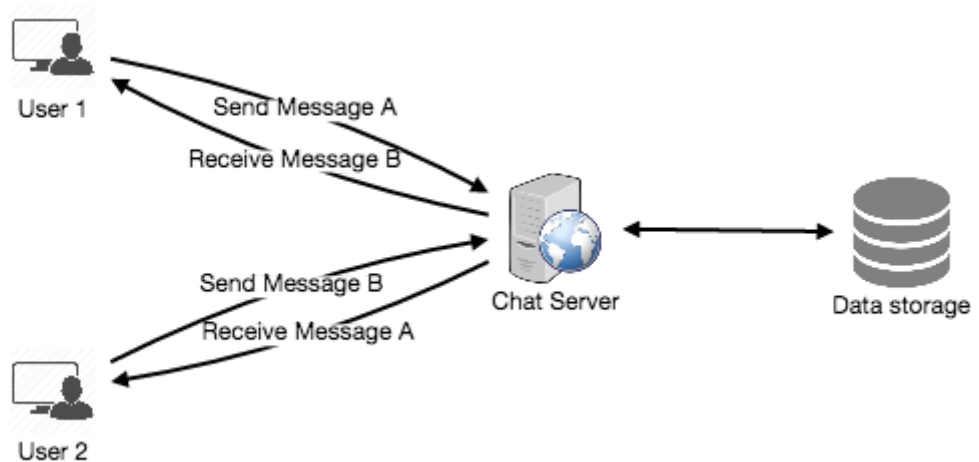 User 1
Send Message A
Receive Message B
Send Message B
Receive Message A
User 2
Chat Server
Data storage